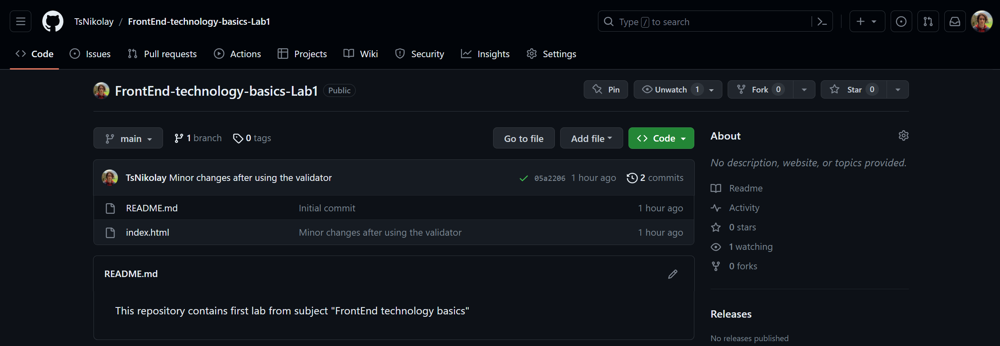 TsNikolay / FrontEnd-technology-basics-Lab1
Type / to search
Code Issues Pull requests Actions Projects Wiki Security Insights Settings
FrontEnd-technology-basics-Lab1 Public
Pin Unwatch 1 Fork 0 Star 0
main 1 branch 0 tags Go to file Add file Code
TsNikolay Minor changes after using the validator 05a2206 1 hour ago 2 commits
README.md Initial commit 1 hour ago
index.html Minor changes after using the validator 1 hour ago
README.md
This repository contains first lab from subject "FrontEnd technology basics"
About
No description, website, or topics provided.
Readme
Activity
0 stars
1 watching
0 forks
Releases
No releases published